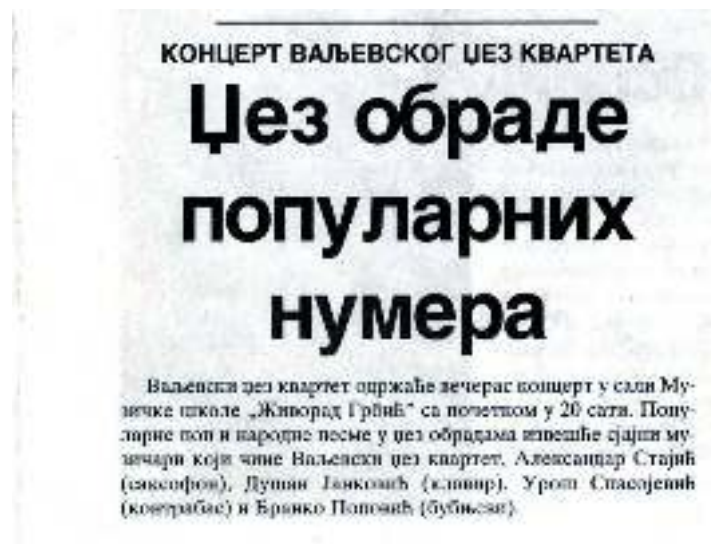 КОНЦЕРТ ВАЉЕВСКОГ ЏЕЗ КВАРТЕТА
Џез обраде
популарних
нумера
Ваљевски џез квартет одржаће вечерас концерт у сали Му-
зичке школе „Живорад Грбић“ са почетком у 20 сати. Попу-
ларне поп и народне песме у џез обрадама извешће сјајни му-
зичари који чине Ваљевски џез квартет, Александар Стајић
(саксофон), Душан Јанковић (клавир), Урош Спасојевић
(контрабас) и Бранко Поповић (бубњеви).